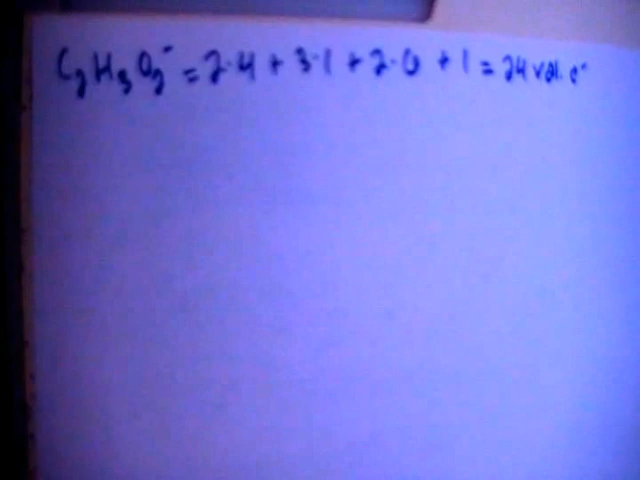 C₂H₃O₂⁻ = 2·4 + 3·1 + 2·6 + 1 = 24 val. e⁻